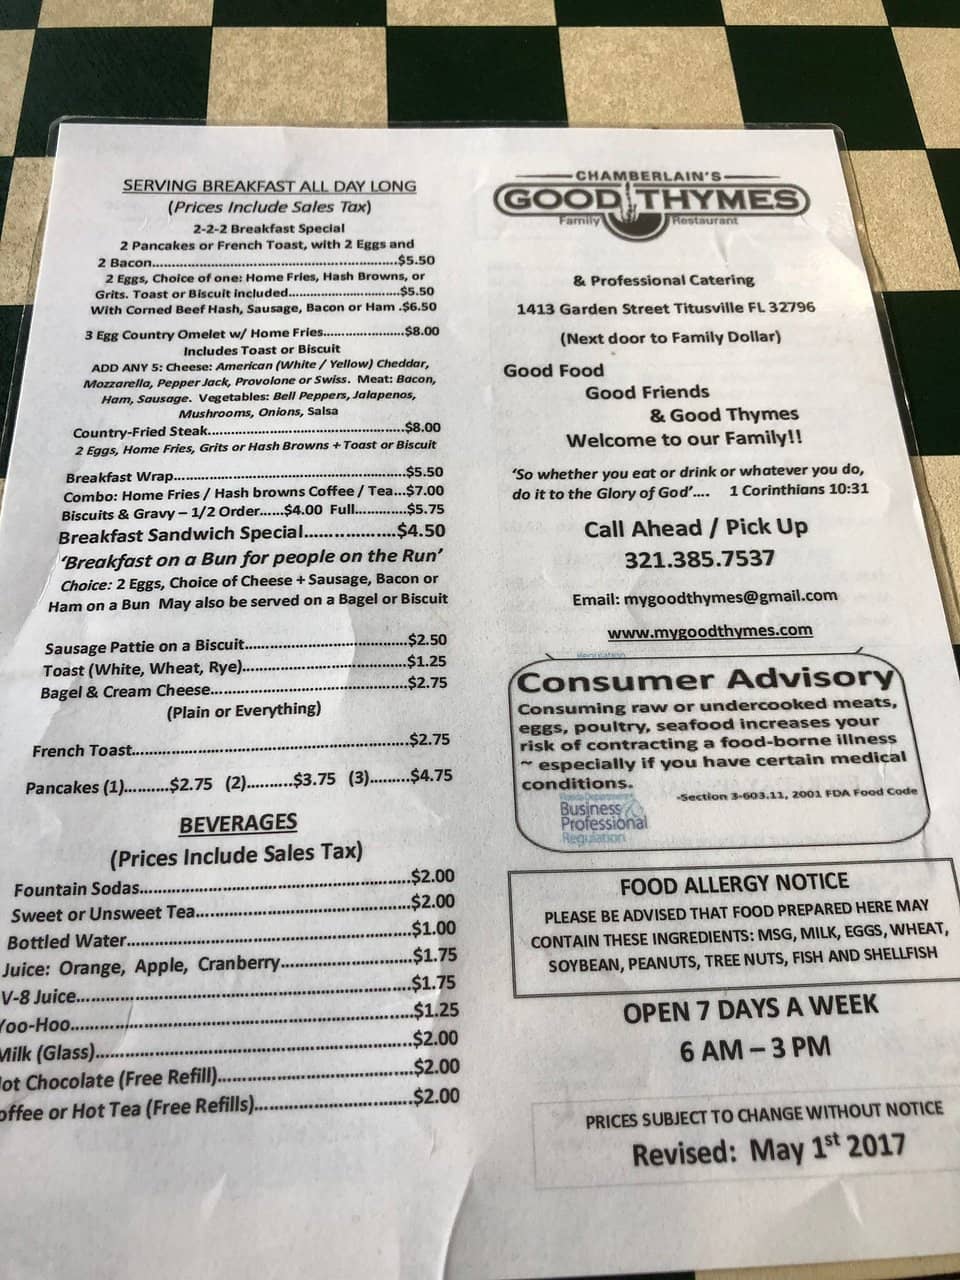 SERVING BREAKFAST ALL DAY LONG
(Prices Include Sales Tax)
2-2-2 Breakfast Special
2 Pancakes or French Toast, with 2 Eggs and
2 Bacon..........$5.50
2 Eggs, Choice of one: Home Fries, Hash Browns, or
Grits. Toast or Biscuit included..........$5.50
With Corned Beef Hash, Sausage, Bacon or Ham .$6.50
3 Egg Country Omelet w/ Home Fries..........$8.00
Includes Toast or Biscuit
ADD ANY 5: Cheese: American (White / Yellow) Cheddar,
Mozzarella, Pepper Jack, Provolone or Swiss. Meat: Bacon,
Ham, Sausage. Vegetables: Bell Peppers, Jalapenos,
Mushrooms, Onions, Salsa
Country-Fried Steak..........$8.00
2 Eggs, Home Fries, Grits or Hash Browns + Toast or Biscuit
Breakfast Wrap..........$5.50
Combo: Home Fries / Hash browns Coffee / Tea...$7.00
Biscuits & Gravy – 1/2 Order......$4.00 Full............$5.75
Breakfast Sandwich Special..........$4.50
‘Breakfast on a Bun for people on the Run’
Choice: 2 Eggs, Choice of Cheese + Sausage, Bacon or
Ham on a Bun May also be served on a Bagel or Biscuit
Sausage Pattie on a Biscuit..........$2.50
Toast (White, Wheat, Rye)..........$1.25
Bagel & Cream Cheese..........$2.75
(Plain or Everything)
French Toast..........$2.75
Pancakes (1)..........$2.75 (2)..........$3.75 (3).........$4.75
BEVERAGES
(Prices Include Sales Tax)
Fountain Sodas..........$2.00
Sweet or Unsweet Tea..........$2.00
Bottled Water..........$1.00
Juice: Orange, Apple, Cranberry..........$1.75
V-8 Juice..........$1.75
Yoo-Hoo..........$1.25
Milk (Glass)..........$2.00
ot Chocolate (Free Refill)..........$2.00
offee or Hot Tea (Free Refills)..........$2.00
CHAMBERLAIN'S
GOOD THYMES
Family Restaurant
& Professional Catering
1413 Garden Street Titusville FL 32796
(Next door to Family Dollar)
Good Food
Good Friends
& Good Thymes
Welcome to our Family!!
‘So whether you eat or drink or whatever you do,
do it to the Glory of God’.... 1 Corinthians 10:31
Call Ahead / Pick Up
321.385.7537
Email: mygoodthymes@gmail.com
www.mygoodthymes.com
Regulation
Consumer Advisory
Consuming raw or undercooked meats,
eggs, poultry, seafood increases your
risk of contracting a food-borne illness
~ especially if you have certain medical
conditions.
-Section 3-603.11, 2001 FDA Food Code
Florida Department of
Business
Professional
Regulation
FOOD ALLERGY NOTICE
PLEASE BE ADVISED THAT FOOD PREPARED HERE MAY
CONTAIN THESE INGREDIENTS: MSG, MILK, EGGS, WHEAT,
SOYBEAN, PEANUTS, TREE NUTS, FISH AND SHELLFISH
OPEN 7 DAYS A WEEK
6 AM – 3 PM
PRICES SUBJECT TO CHANGE WITHOUT NOTICE
Revised: May 1st 2017